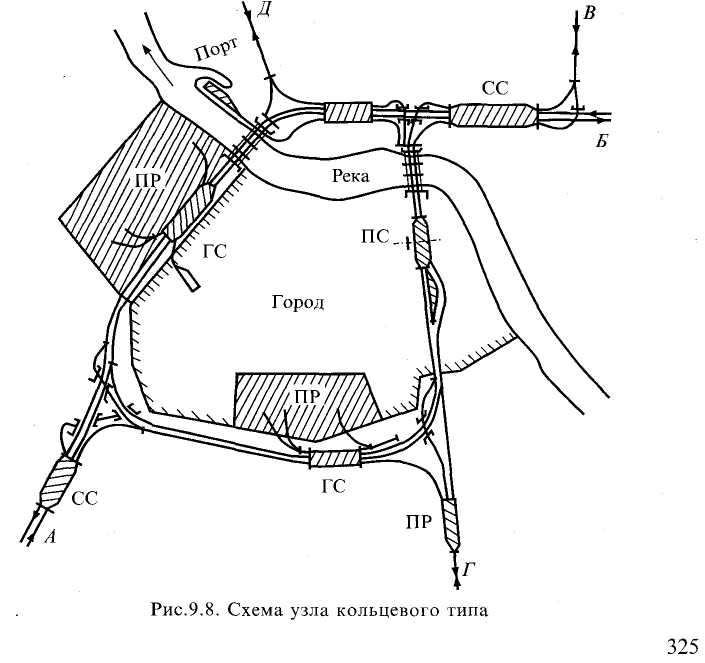 Д
В
Порт
СС
Б
ПР
Река
ГС
ПС
Город
ПР
ГС
СС
ПР
А
Г
Рис.9.8. Схема узла кольцевого типа
325